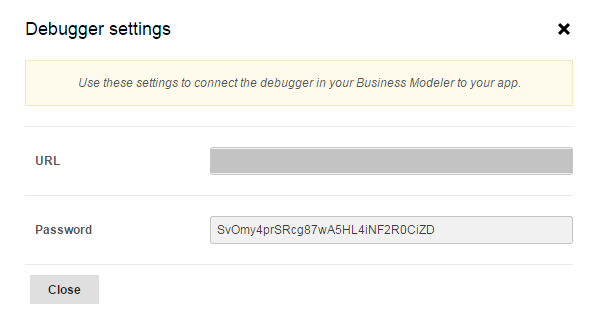 Debugger settings
Use these settings to connect the debugger in your Business Modeler to your app.
URL
Password SvOmy4prSRcg87wA5HL4iNF2R0CiZD
Close